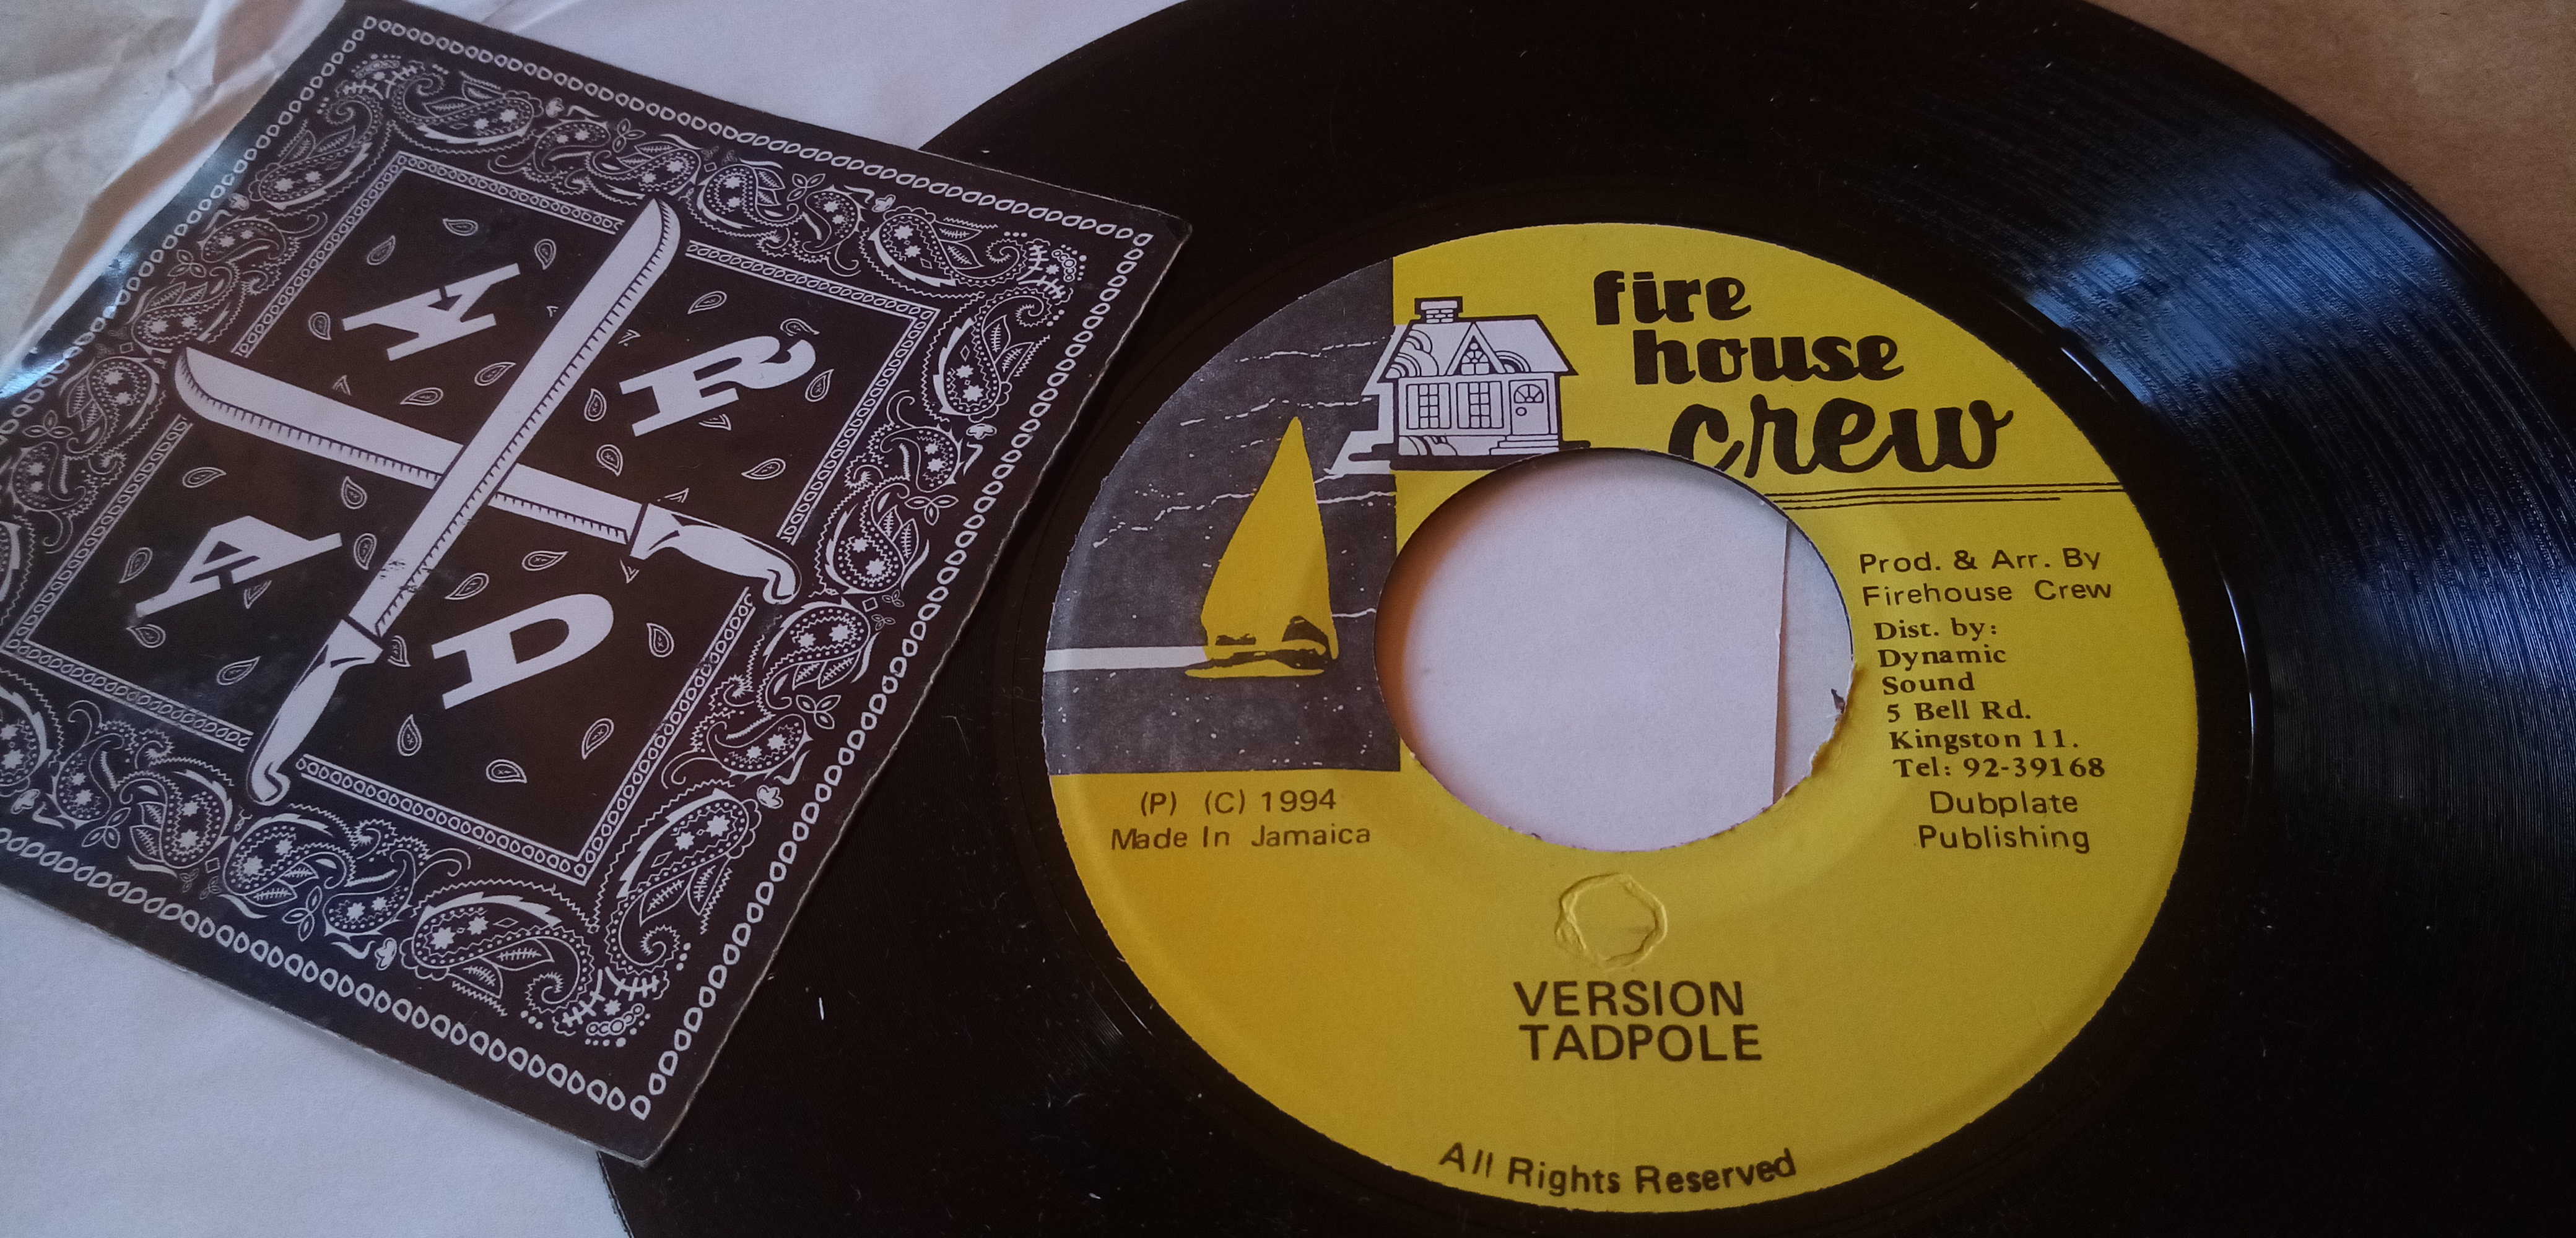 A R
Y D
fire
house
crew
Prod. & Arr. By
Firehouse Crew
Dist. by:
Dynamic
Sound
5 Bell Rd.
Kingston 11.
Tel: 92-39168
Dubplate
Publishing
(P) (C) 1994
Made In Jamaica
VERSION
TADPOLE
All Rights Reserved